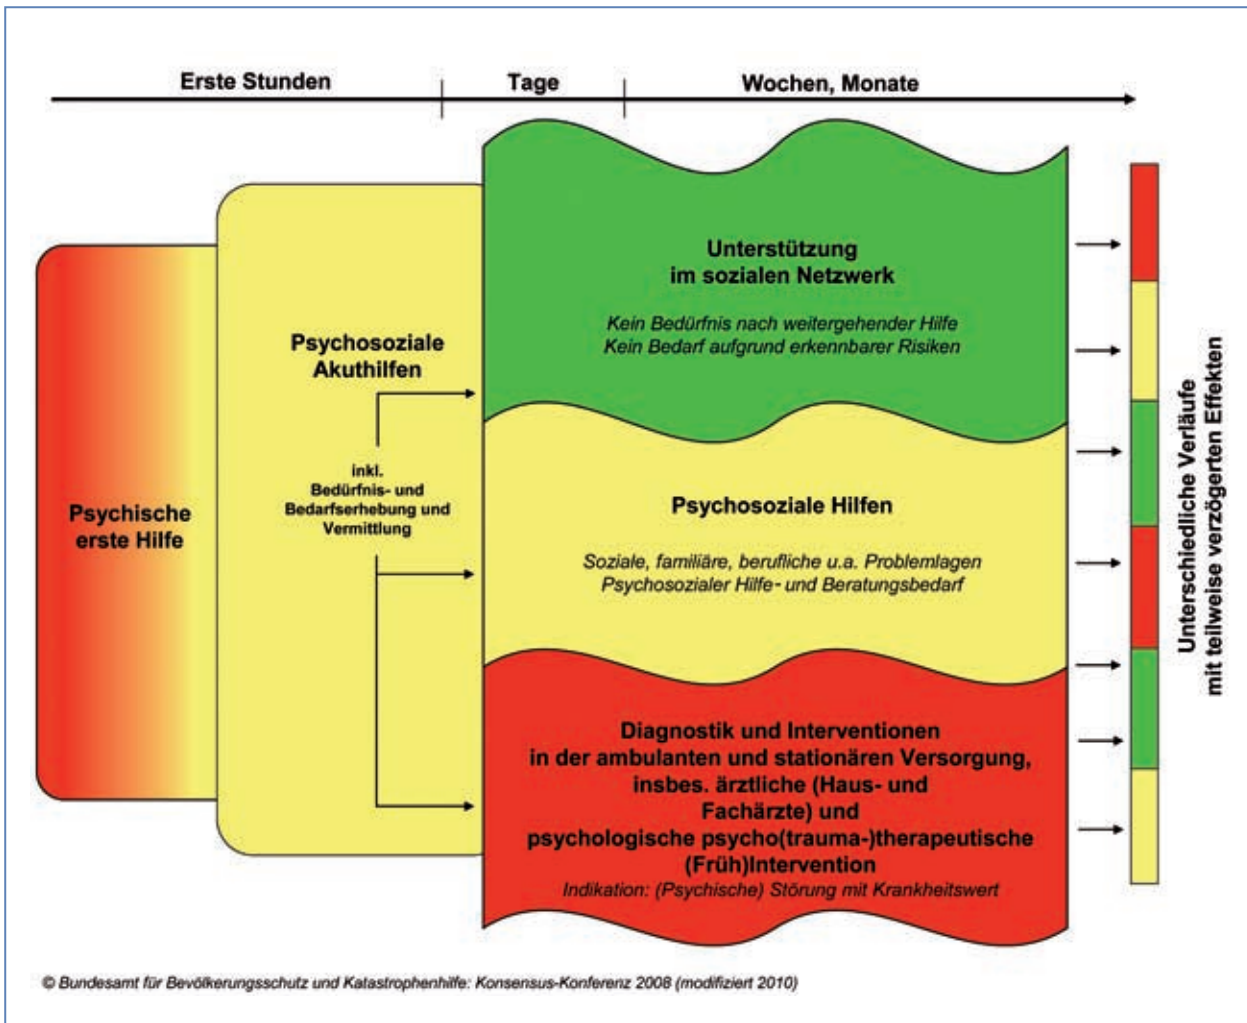 Erste Stunden
Tage
Wochen, Monate
Psychische
erste Hilfe
Psychosoziale
Akuthilfen
inkl.
Bedürfnis- und
Bedarfserhebung und
Vermittlung
Unterstützung
im sozialen Netzwerk
Kein Bedürfnis nach weitergehender Hilfe
Kein Bedarf aufgrund erkennbarer Risiken
Psychosoziale Hilfen
Soziale, familiäre, berufliche u.a. Problemlagen
Psychosozialer Hilfe- und Beratungsbedarf
Diagnostik und Interventionen
in der ambulanten und stationären Versorgung,
insbes. ärztliche (Haus- und
Fachärzte) und
psychologische psycho(trauma-)therapeutische
(Früh)Intervention
Indikation: (Psychische) Störung mit Krankheitswert
Unterschiedliche Verläufe
mit teilweise verzögerten Effekten
© Bundesamt für Bevölkerungsschutz und Katastrophenhilfe: Konsensus-Konferenz 2008 (modifiziert 2010)